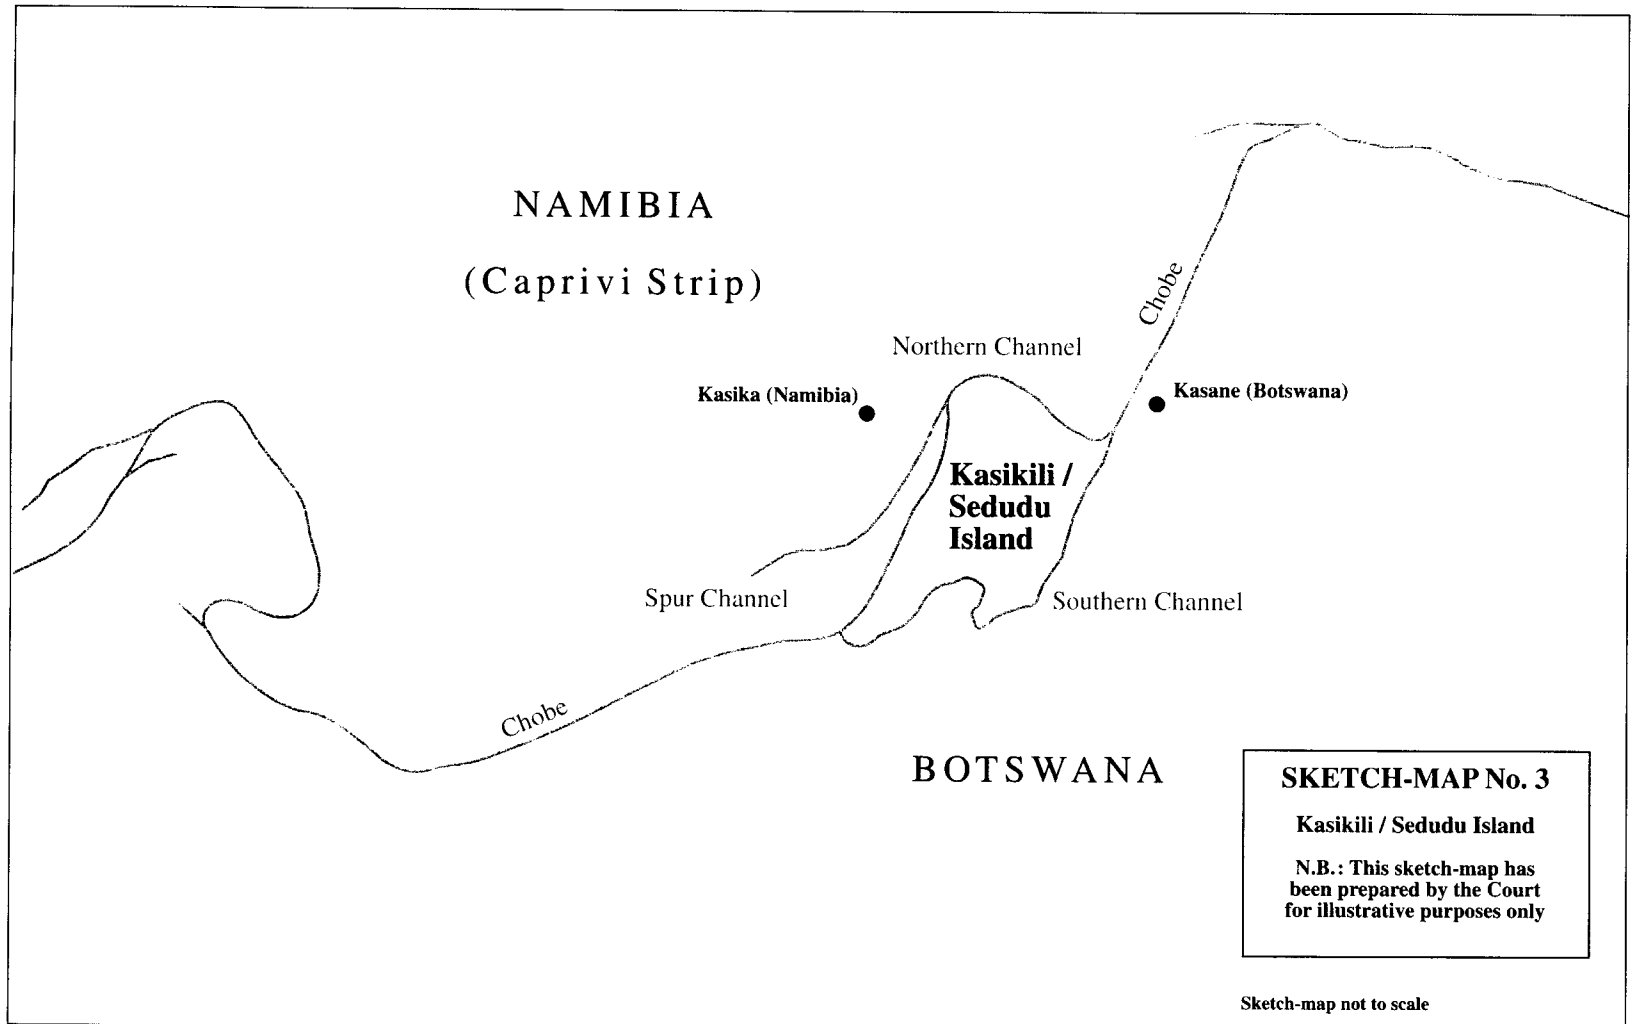 NAMIBIA
(Caprivi Strip)
Chobe
Northern Channel
Kasika (Namibia)
Kasane (Botswana)
Kasikili /
Sedudu
Island
Spur Channel
Southern Channel
Chobe
BOTSWANA
SKETCH-MAP No. 3
Kasikili / Sedudu Island
N.B.: This sketch-map has
been prepared by the Court
for illustrative purposes only
Sketch-map not to scale